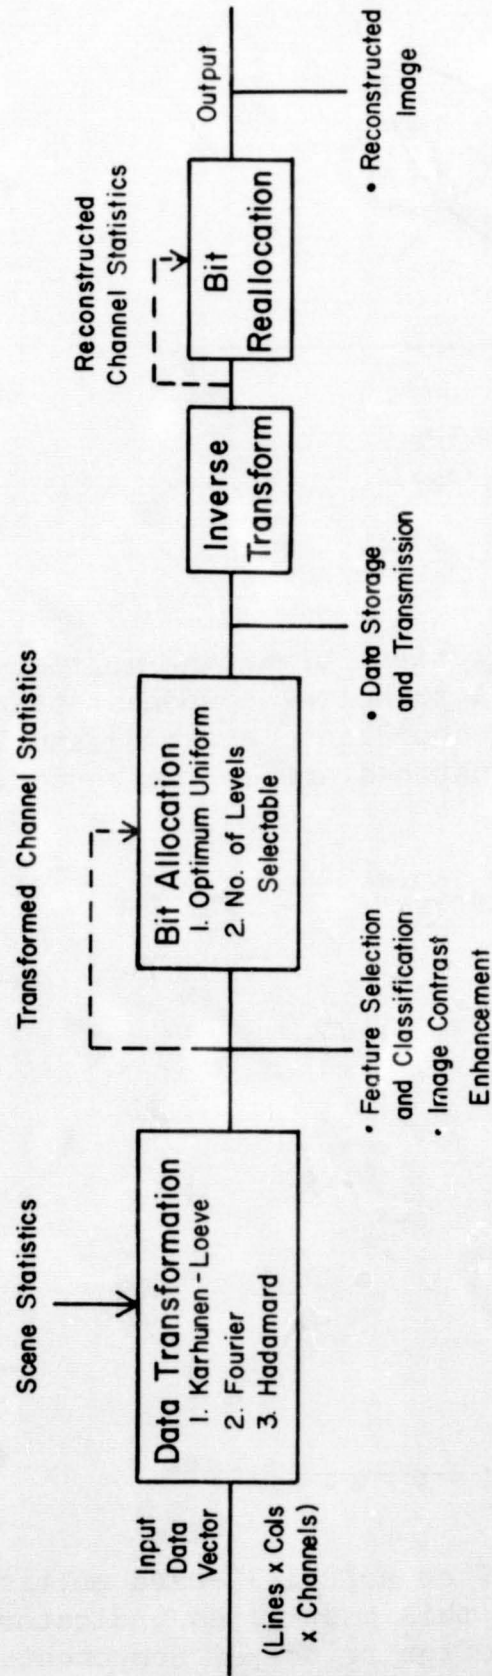 Scene Statistics
Transformed Channel Statistics
Reconstructed
Channel Statistics
Input
Data
Vector
(Lines x Cols
x Channels)
Data Transformation
1. Karhunen-Loeve
2. Fourier
3. Hadamard
• Feature Selection
and Classification
• Image Contrast
Enhancement
Bit Allocation
1. Optimum Uniform
2. No. of Levels
Selectable
• Data Storage
and Transmission
Inverse
Transform
Bit
Reallocation
Output
• Reconstructed
Image